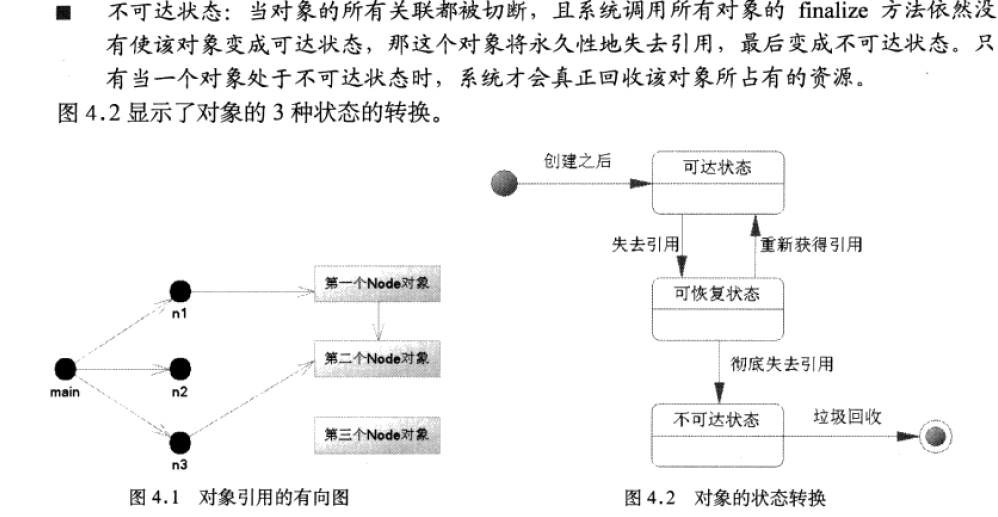 ■ 不可达状态：当对象的所有关联都被切断，且系统调用所有对象的 finalize 方法依然没
有使该对象变成可达状态，那这个对象将永久性地失去引用，最后变成不可达状态。只
有当一个对象处于不可达状态时，系统才会真正回收该对象所占有的资源。
图 4.2 显示了对象的 3 种状态的转换。
main
n1
n2
n3
第一个Node对象
第二个Node对象
第三个Node对象
图 4.1 对象引用的有向图
创建之后
可达状态
失去引用
重新获得引用
可恢复状态
彻底失去引用
不可达状态
垃圾回收
图 4.2 对象的状态转换